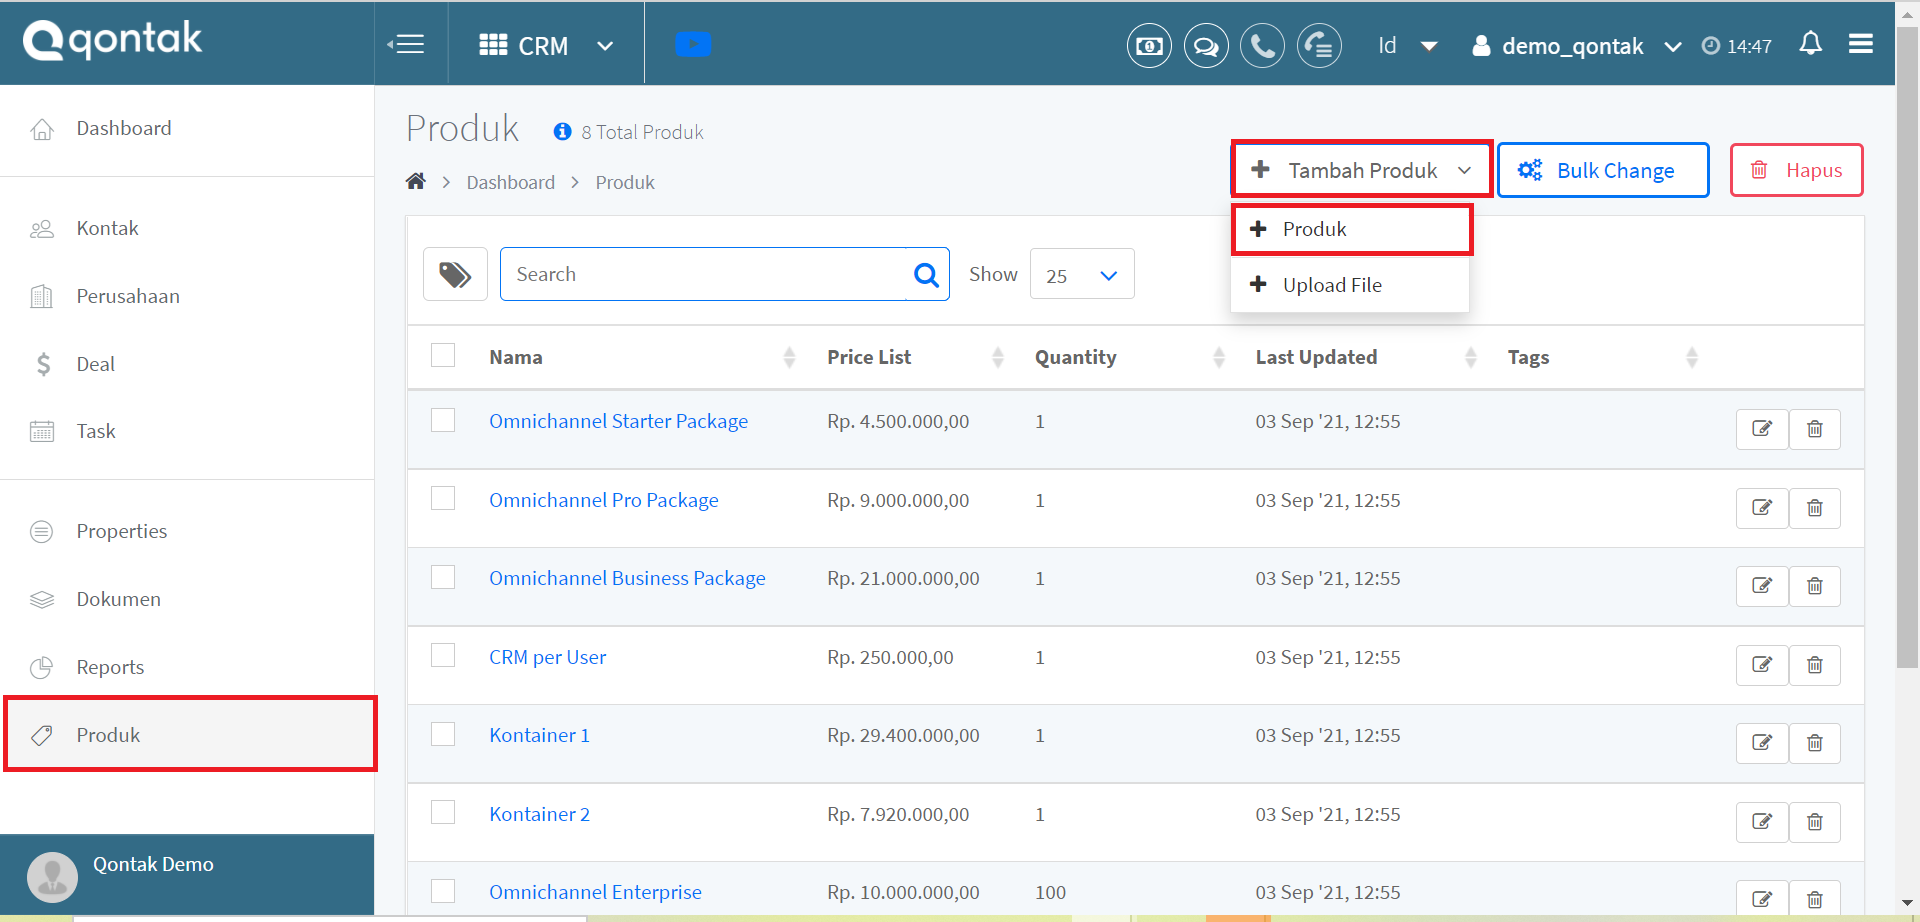 qontak
CRM
Id
demo_qontak
14:47
Dashboard
Kontak
Perusahaan
Deal
Task
Properties
Dokumen
Reports
Produk
Qontak Demo
Produk
8 Total Produk
Dashboard
Produk
Tambah Produk
Bulk Change
Hapus
Produk
Upload File
Search
Show
25
Nama Price List Quantity Last Updated Tags
Omnichannel Starter Package Rp. 4.500.000,00 1 03 Sep '21, 12:55
Omnichannel Pro Package Rp. 9.000.000,00 1 03 Sep '21, 12:55
Omnichannel Business Package Rp. 21.000.000,00 1 03 Sep '21, 12:55
CRM per User Rp. 250.000,00 1 03 Sep '21, 12:55
Kontainer 1 Rp. 29.400.000,00 1 03 Sep '21, 12:55
Kontainer 2 Rp. 7.920.000,00 1 03 Sep '21, 12:55
Omnichannel Enterprise Rp. 10.000.000,00 100 03 Sep '21, 12:55